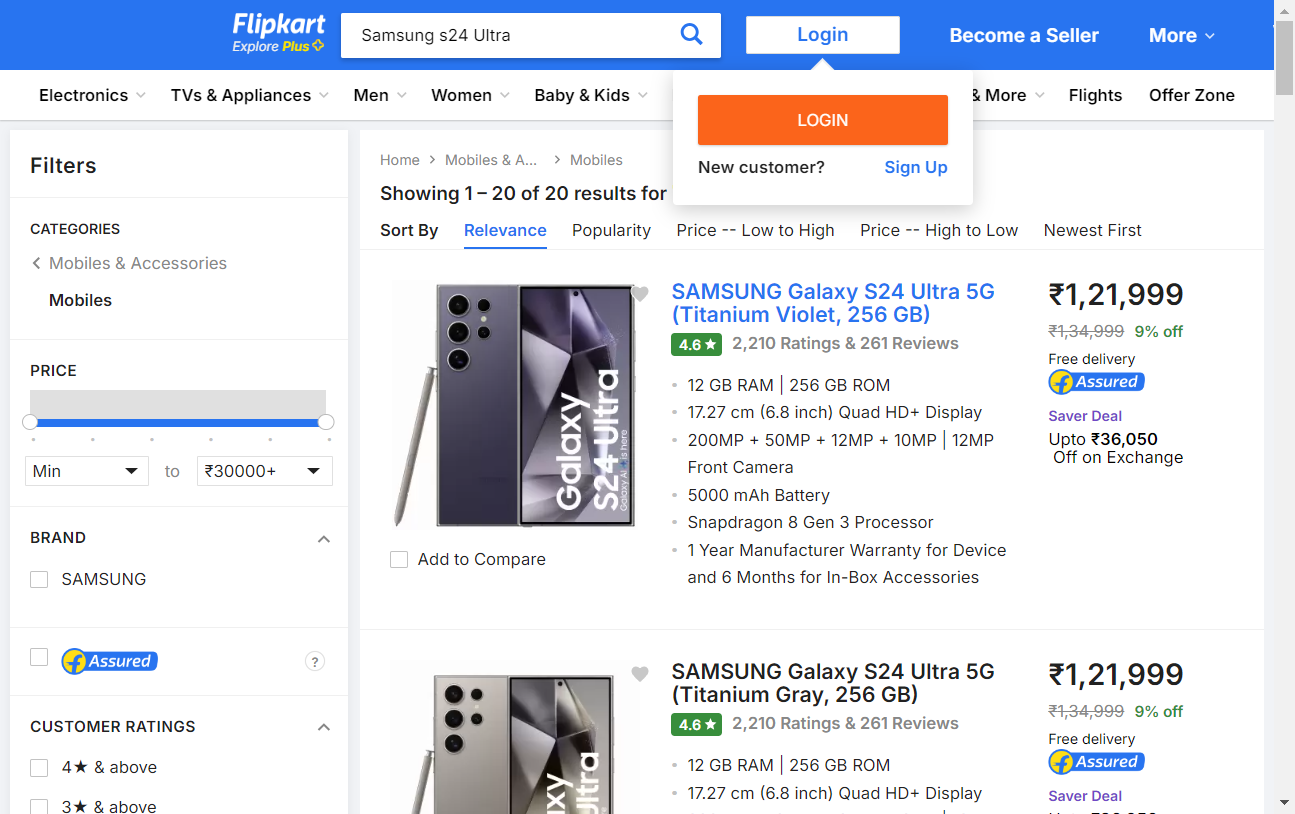 Flipkart
Explore Plus
Samsung s24 Ultra
Login
Become a Seller
More
Electronics
TVs & Appliances
Men
Women
Baby & Kids
& More
Flights
Offer Zone
LOGIN
New customer?
Sign Up
Filters
CATEGORIES
Mobiles & Accessories
Mobiles
PRICE
Min
to
₹30000+
BRAND
SAMSUNG
Assured
?
CUSTOMER RATINGS
4★ & above
3★ & above
Home
Mobiles & A...
Mobiles
Showing 1 – 20 of 20 results for
Sort By
Relevance
Popularity
Price -- Low to High
Price -- High to Low
Newest First
Galaxy
S24 Ultra
Galaxy AI is here
Add to Compare
SAMSUNG Galaxy S24 Ultra 5G
(Titanium Violet, 256 GB)
4.6★
2,210 Ratings & 261 Reviews
12 GB RAM | 256 GB ROM
17.27 cm (6.8 inch) Quad HD+ Display
200MP + 50MP + 12MP + 10MP | 12MP
Front Camera
5000 mAh Battery
Snapdragon 8 Gen 3 Processor
1 Year Manufacturer Warranty for Device
and 6 Months for In-Box Accessories
₹1,21,999
₹1,34,999 9% off
Free delivery
Assured
Saver Deal
Upto ₹36,050
Off on Exchange
SAMSUNG Galaxy S24 Ultra 5G
(Titanium Gray, 256 GB)
4.6★
2,210 Ratings & 261 Reviews
12 GB RAM | 256 GB ROM
17.27 cm (6.8 inch) Quad HD+ Display
₹1,21,999
₹1,34,999 9% off
Free delivery
Assured
Saver Deal